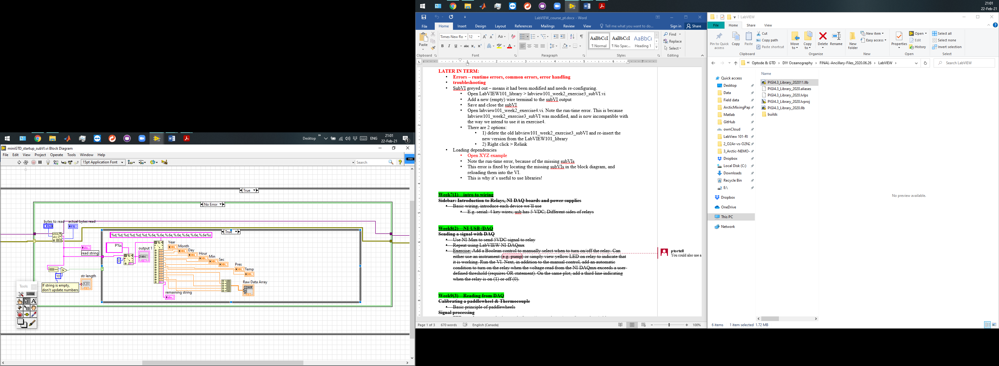 Desktop
ENG
21:01
22-Feb-21
miniGTD_startup_subVI.vi Block Diagram
File Edit View Project Operate Tools Window Help
15pt Application Font
Search
MINI
True
No Error
bytes to read
actual bytes read
U32
U32
True
%d,%d,%d,%d,%d,%d,%.6e,%.6e,%.6e,%.6e,%.6e,%.6e,%.6e%s
P%s
output 1
abc
read string
abc
0
Year
Month
Day
Hour
Min
Sec
Pres
Temp
DBL
Raw Data Array
remaining string
abc
10
str length
If string is empty,
don't update numbers
Tools
21:01
22-Feb-21
LabVIEW_course_pt.docx - Word
File Home Insert Design Layout References Mailings Review View Tell me what you want to do... Sign in Share
Paste
Times New Ro 12
B I U abc
AaBbCcI AaBbCcI AaBbCc
¶ Normal ¶ No Spac... Heading 1
Find
Replace
Select
Clipboard Font Paragraph Styles Editing
LATER IN TERM:
• Errors – runtime errors, common errors, error handling
• troubleshooting
• SubVI greyed out – means it had been modified and needs re-configuring.
• Open LabVIEW101_library > labview101_week2_exercise3_subVI.vi
• Add a new (empty) wire terminal to the subVI output
• Save and close the subVI
• Open labview101_week2_exercise4.vi. Note the run-time error. This is because
labview101_week2_exercise3_subVI was modified, and is now incompatible with
the way we intend to use it in exercise4.
• There are 2 options:
• 1) delete the old labview101_week2_exercise3_subVI and re-insert the
new version from the LabVIEW101_library
• 2) Right click > Relink
• Loading dependencies
• Open XYZ example
• Note the run-time error, because of the missing subVIs
• This error is fixed by locating the missing subVIs in the block diagram, and
reloading them into the VI.
• This is why it's useful to use libraries!
Week7(1) – intro to wiring
Sidebar: Introduction to Relays, NI-DAQ boards and power supplies
• Basic wiring, introduce each device we'll use
• E.g. serial: 4 key wires; usb has 5 VDC; Different sides of relays
Week8(2) – NI USB /DAQ
Sending a signal with DAQ
• Use NI-Max to send 5VDC signal to relay
• Repeat using LabVIEW NI-DAQmx
• Exercise: Add a Boolean control to manually select when to turn on/off the relay. Can
either use an instrument (e.g. pump) or simply view yellow LED on relay to indicate that
it is working. Run the VI. Next, in addition to the manual control, add an automatic
condition to turn on the relay when the voltage read from the NI-DAQmx exceeds a user-
defined threshold (requires OR statement). On the same plot, add a third line indicating
when the relay is on (1) or off (0).
ptortell
You could also use a
Week9(3) – Reading from DAQ
Calibrating a paddlewheel & Thermocouple
• Basic principle of paddlewheels
Signal processing
Page 1 of 3 670 words English (Canada) 100%
LabVIEW
File Home Share View
Pin to Quick
access
Copy
Paste
Cut
Copy path
Paste shortcut
Move
to
Copy
to
Delete
Rename
New
folder
New item
Easy access
Properties
Open
Edit
History
Select all
Select none
Invert selection
Clipboard Organize New Open Select
« Optode & GTD > DIY Oceanography > FINAL-Ancillary-Files_2020.06.26 > LabVIEW >
Search LabVIEW
Quick access
Desktop
Data
Field data
ArcticMixingPap
Matlab
GitHub
ownCloud
LabView 101-RI
2_O2Ar-vs-O2N2
3_Arctic-NEMO-
Dropbox
Local Disk (C:)
Downloads
Recycle Bin
E:\
Dropbox
OneDrive
This PC
Network
Name
PIGI4.3_Library_202011.llb
PIGI4.3_Library_2020.aliases
PIGI4.3_Library_2020.lvlps
PIGI4.3_Library_2020.lvproj
PIGI4.3_Library_2020.llb
builds
No preview available.
6 items 1 item selected 1.72 MB